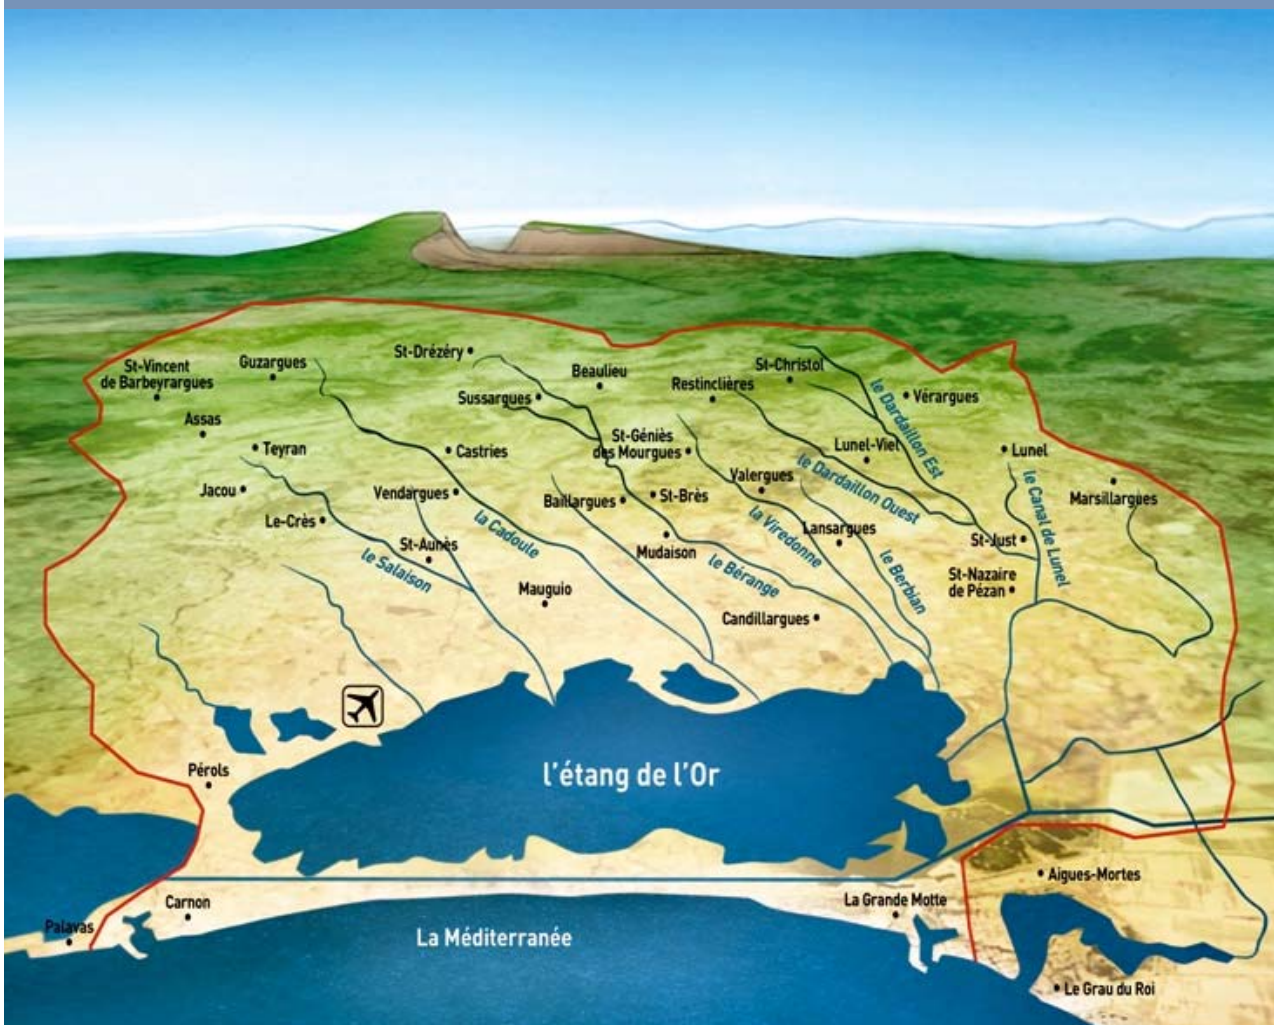 St-Drézéry
St-Vincent
de Barbeyrargues
Guzargues
Beaulieu
St-Christol
Restinclières
Sussargues
le Dardaillon Est
Vérargues
Assas
Teyran
Castries
St-Géniès
des Mourgues
Lunel-Viel
Lunel
Jacou
Vendargues
Baillargues
St-Brès
Valergues
le Dardaillon Ouest
le Canal de Lunel
Marsillargues
Le-Crès
la Cadoule
la Viredonne
Lansargues
St-Aunès
le Salaison
Mudaison
St-Just
Mauguio
le Bérange
le Berbian
St-Nazaire
de Pézan
Candillargues
Pérols
l'étang de l'Or
Aigues-Mortes
Carnon
La Grande Motte
Palavas
La Méditerranée
Le Grau du Roi